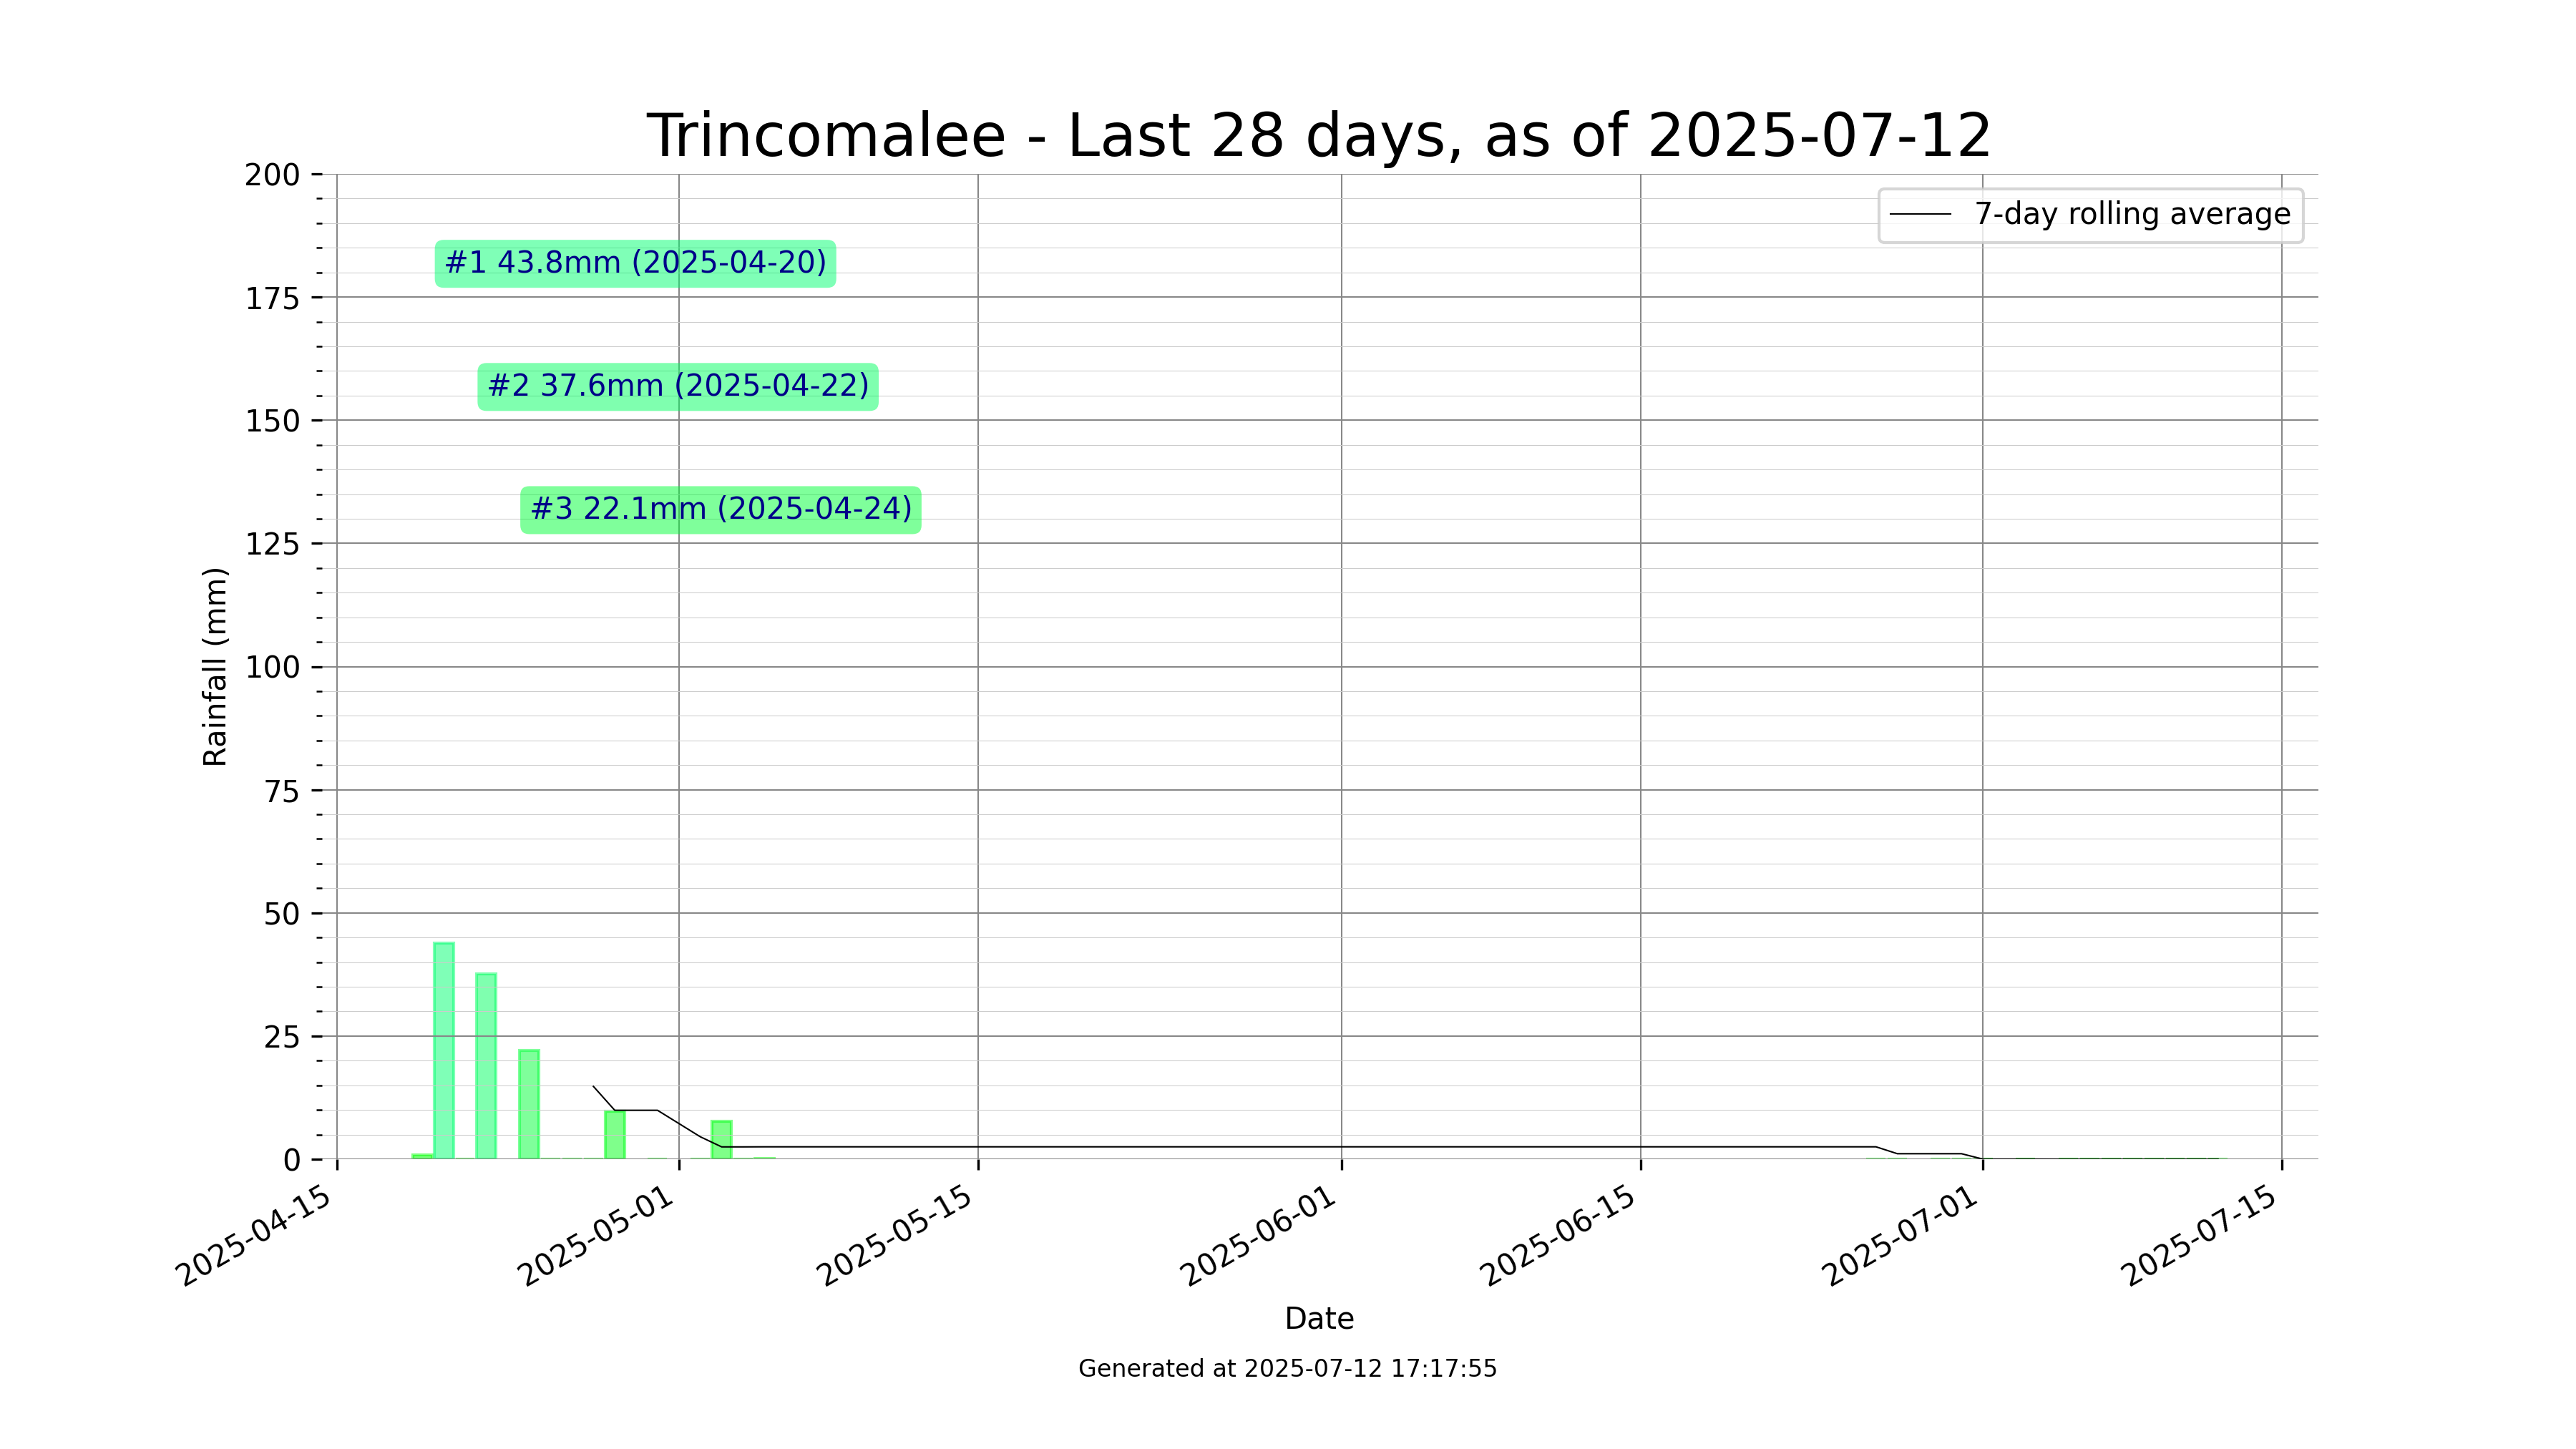 Trincomalee - Last 28 days, as of 2025-07-12
7-day rolling average
#1 43.8mm (2025-04-20)
#2 37.6mm (2025-04-22)
#3 22.1mm (2025-04-24)
Rainfall (mm)
200
175
150
125
100
75
50
25
0
2025-04-15
2025-05-01
2025-05-15
2025-06-01
2025-06-15
2025-07-01
2025-07-15
Date
Generated at 2025-07-12 17:17:55